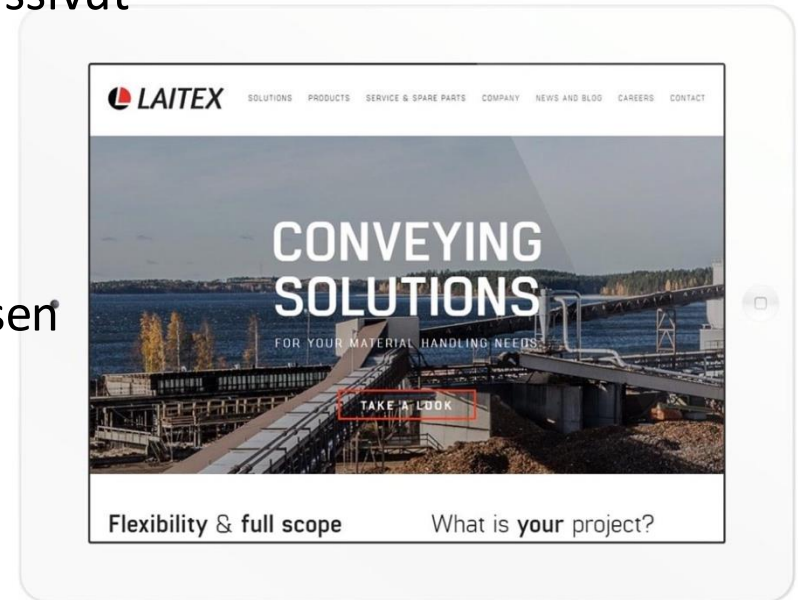 LAITEX
SOLUTIONS PRODUCTS SERVICE & SPARE PARTS COMPANY NEWS AND BLOG CAREERS CONTACT
CONVEYING
SOLUTIONS
FOR YOUR MATERIAL HANDLING NEEDS
TAKE A LOOK
Flexibility & full scope
What is your project?